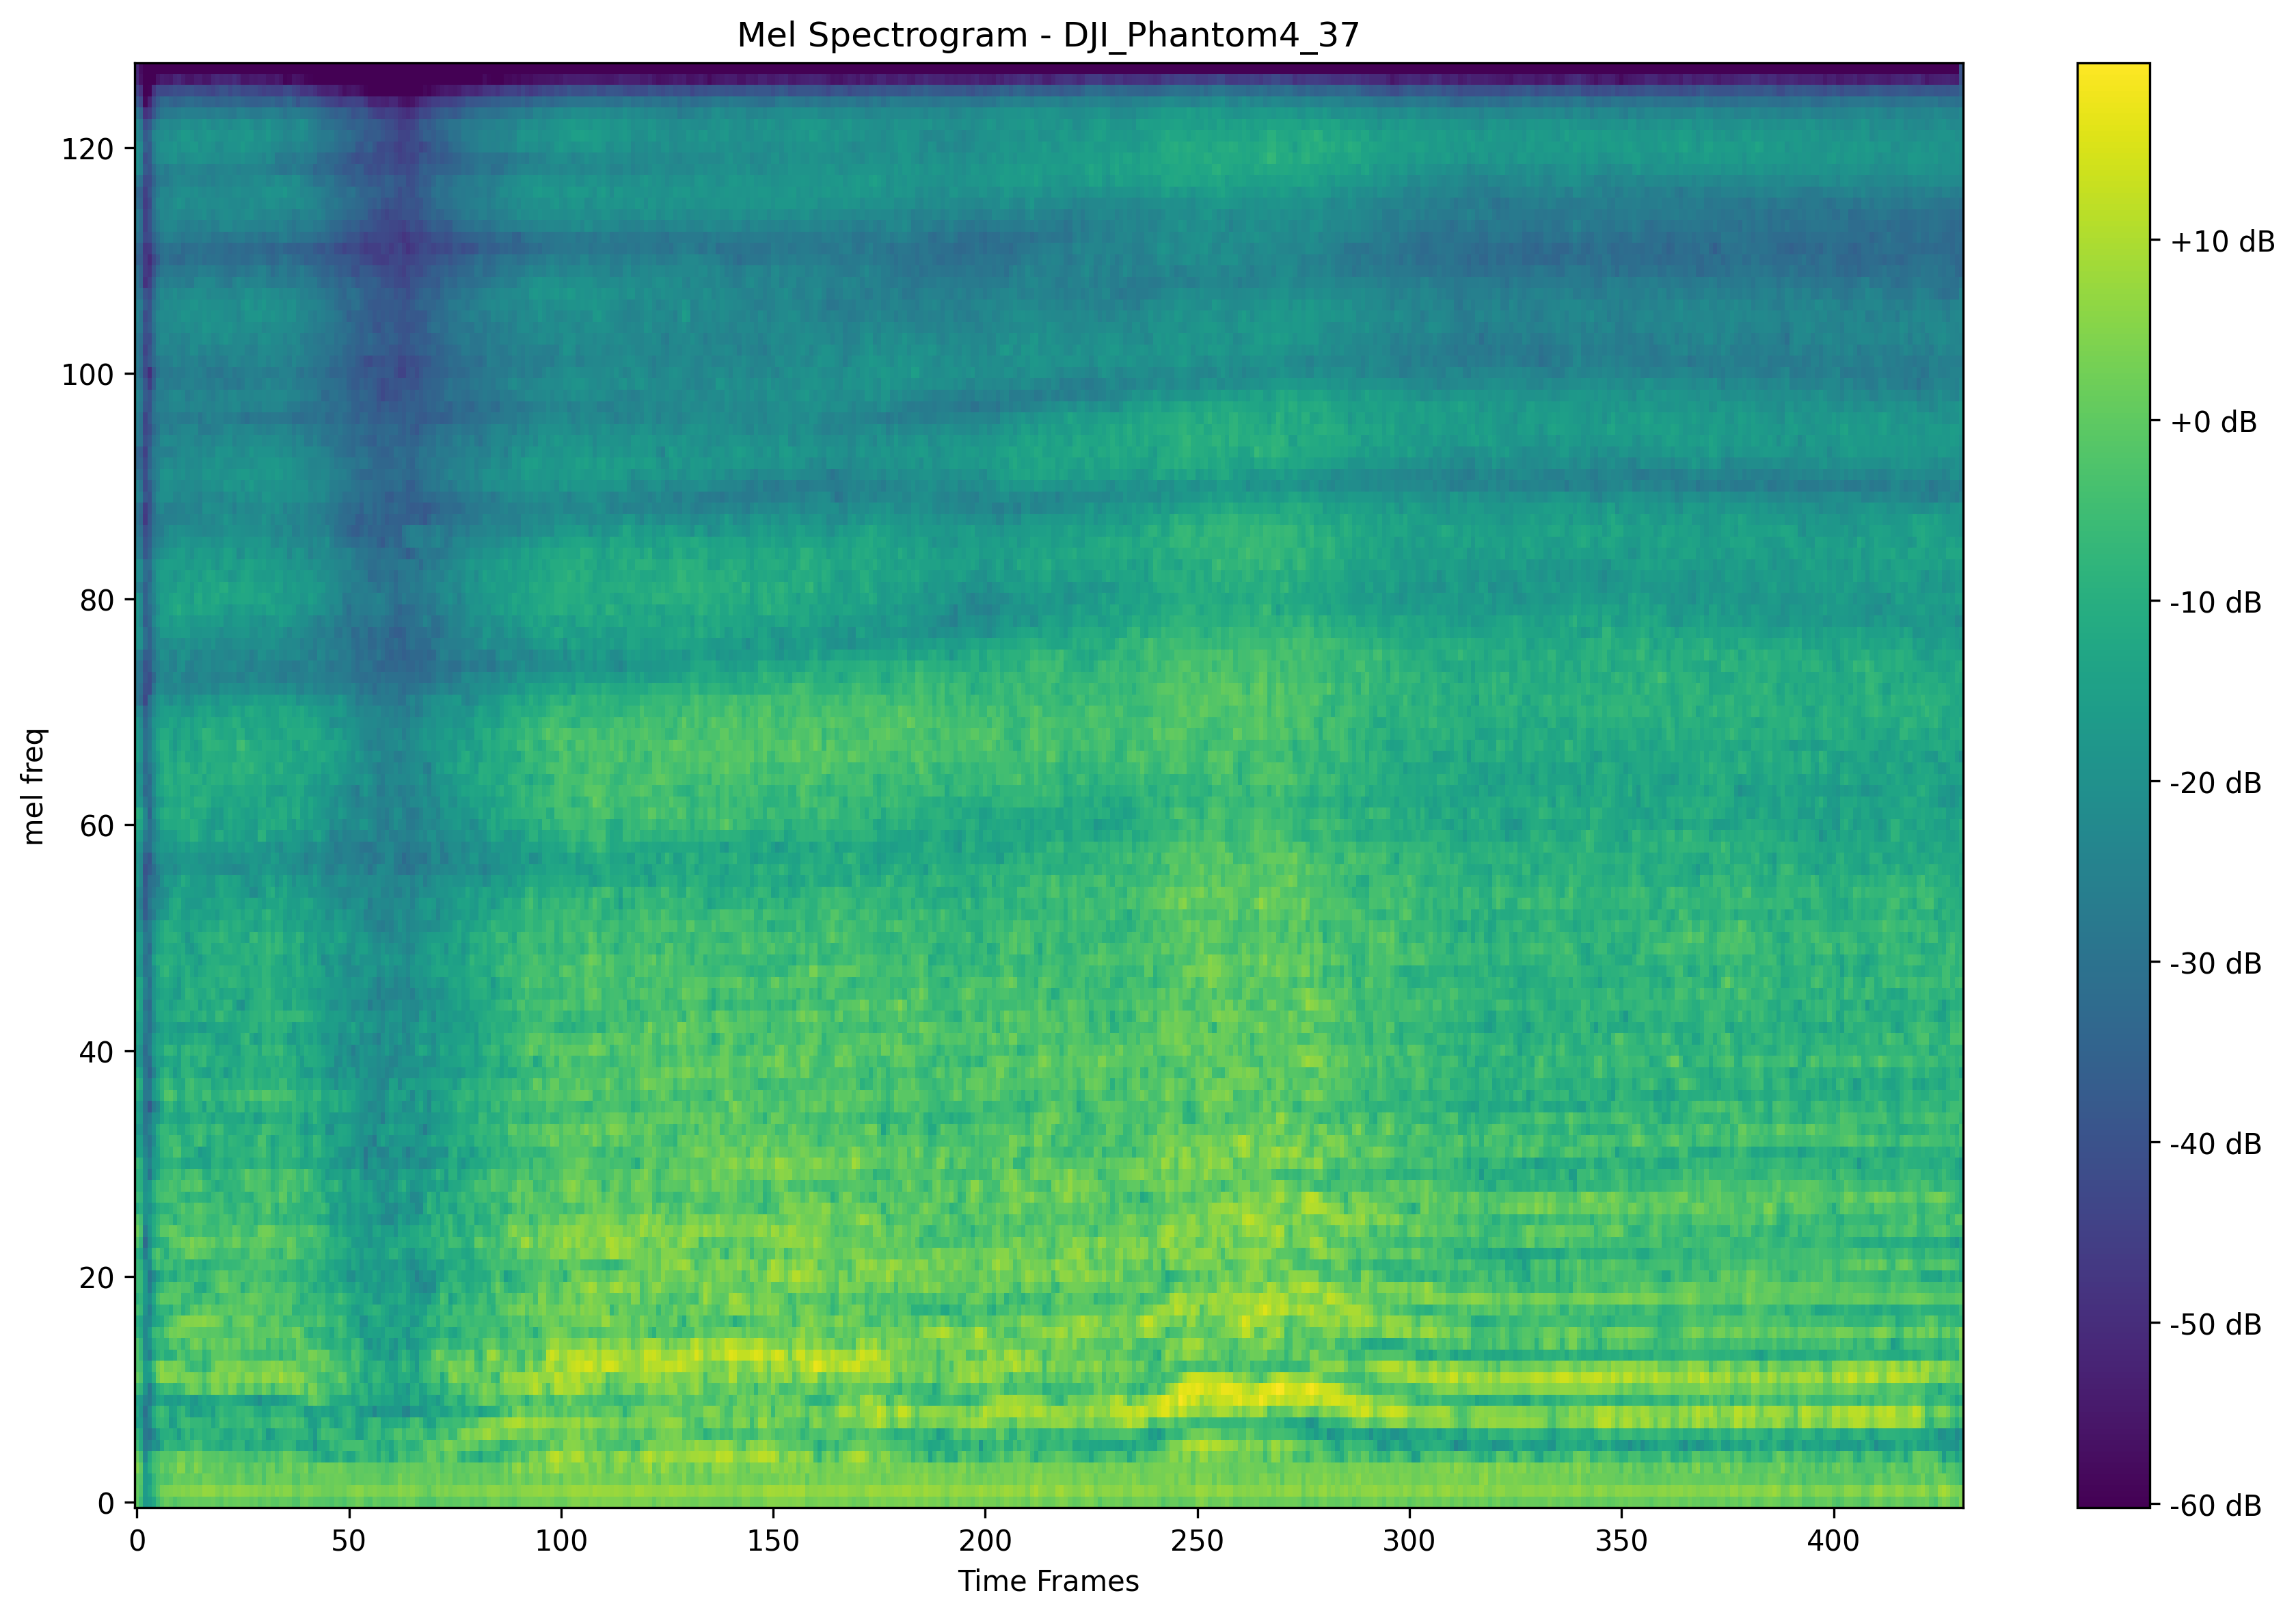 Mel Spectrogram - DJI_Phantom4_37
mel freq
120
100
80
60
40
20
0
0 50 100 150 200 250 300 350 400
Time Frames
+10 dB
+0 dB
-10 dB
-20 dB
-30 dB
-40 dB
-50 dB
-60 dB